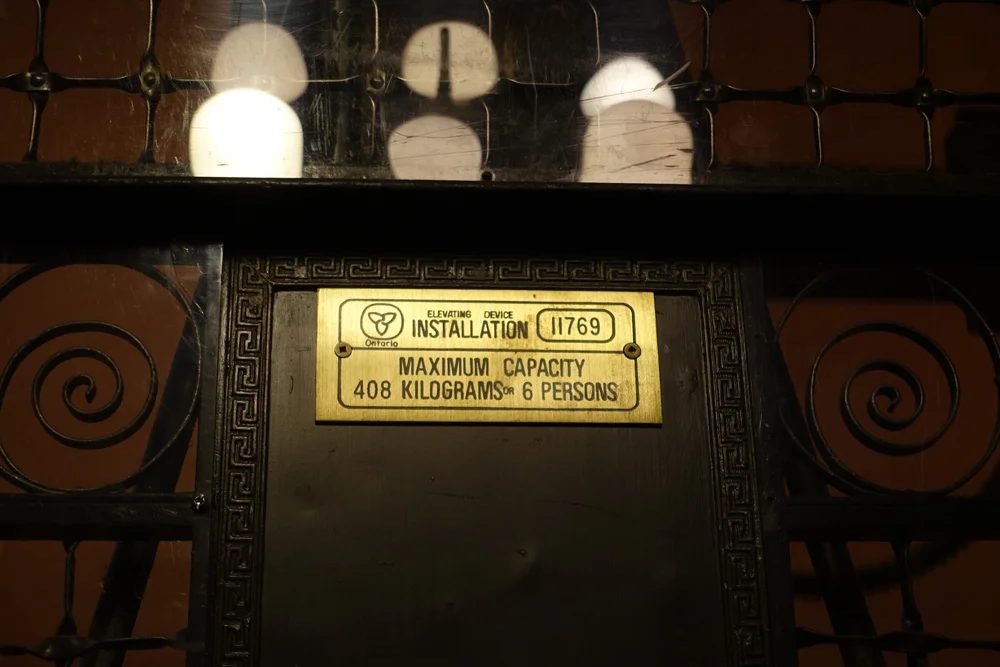 ELEVATING DEVICE
INSTALLATION 11769
Ontario
MAXIMUM CAPACITY
408 KILOGRAMS OR 6 PERSONS